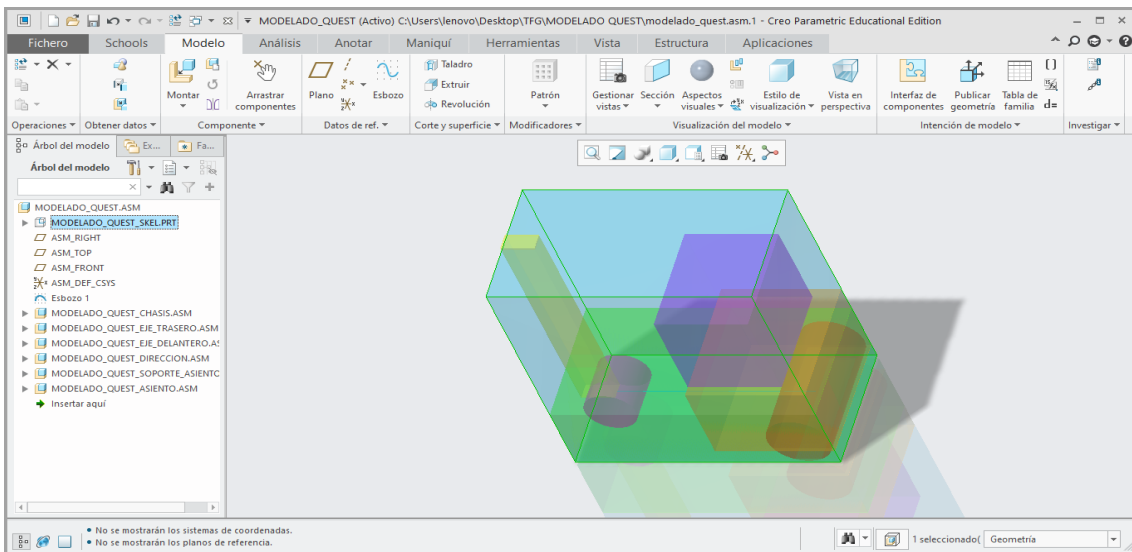 MODELADO_QUEST (Activo) C:\Users\lenovo\Desktop\TFG\MODELADO QUEST\modelado_quest.asm.1 - Creo Parametric Educational Edition
Fichero Schools Modelo Análisis Anotar Maniquí Herramientas Vista Estructura Aplicaciones
Montar
Arrastrar componentes
Plano
Esbozo
Taladro
Extruir
Revolución
Patrón
Gestionar vistas
Sección
Aspectos visuales
Estilo de visualización
Vista en perspectiva
Interfaz de componentes
Publicar geometría
Tabla de familia
d=
Operaciones Obtener datos Componente Datos de ref. Corte y superficie Modificadores Visualización del modelo Intención de modelo Investigar
Árbol del modelo Ex... Fa...
Árbol del modelo
MODELADO_QUEST.ASM
MODELADO_QUEST_SKEL.PRT
ASM_RIGHT
ASM_TOP
ASM_FRONT
ASM_DEF_CSYS
Esbozo 1
MODELADO_QUEST_CHASIS.ASM
MODELADO_QUEST_EJE_TRASERO.ASM
MODELADO_QUEST_EJE_DELANTERO.AS
MODELADO_QUEST_DIRECCION.ASM
MODELADO_QUEST_SOPORTE_ASIENTO
MODELADO_QUEST_ASIENTO.ASM
Insertar aquí
• No se mostrarán los sistemas de coordenadas.
• No se mostrarán los planos de referencia.
1 seleccionado( Geometría